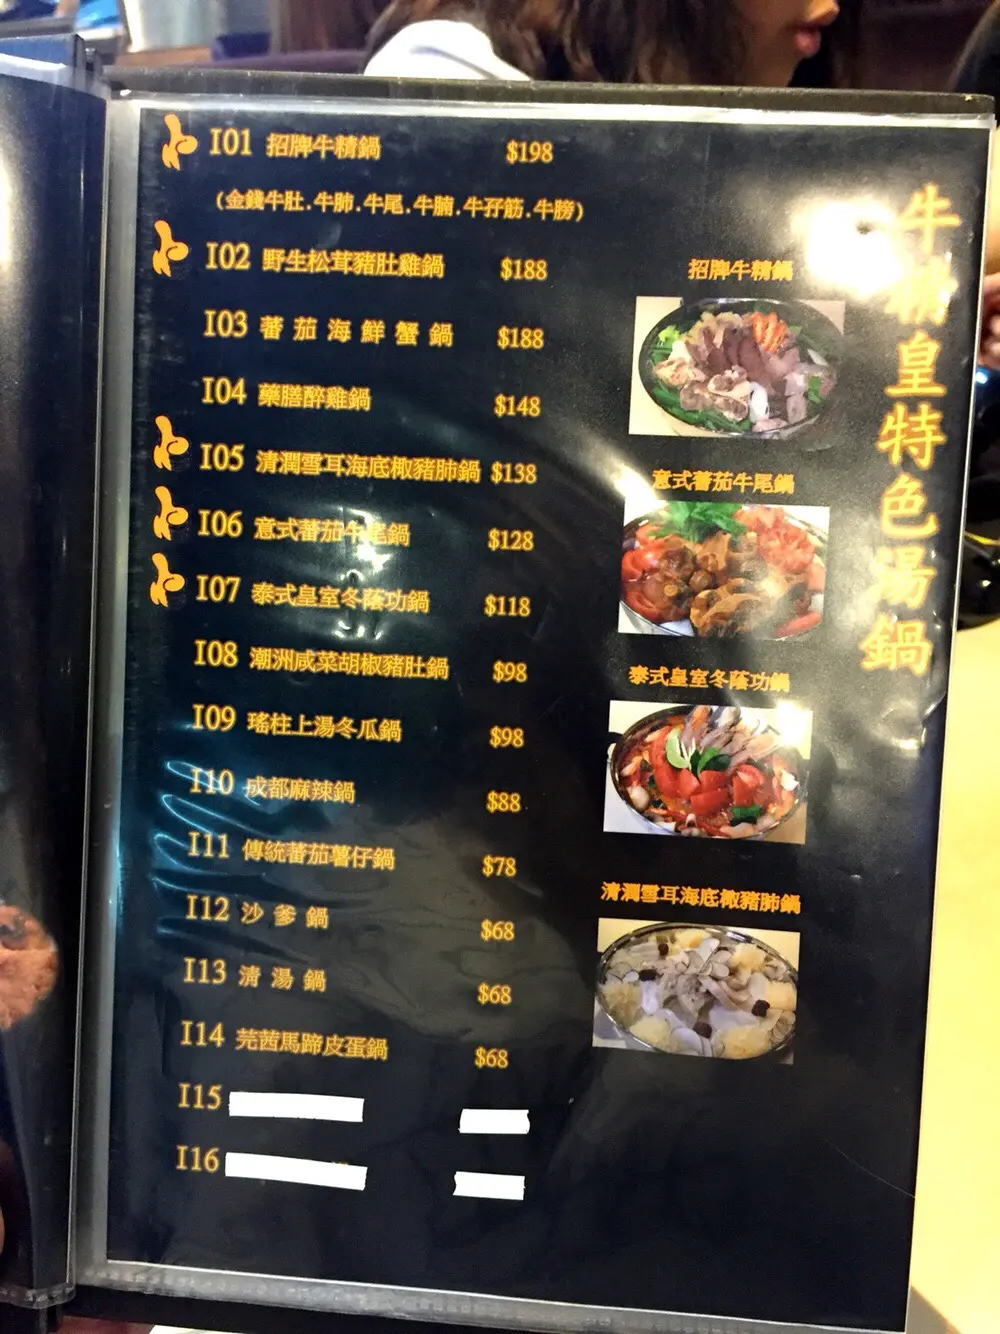 牛精皇特色湯鍋
I01 招牌牛精鍋 $198
(金錢牛肚.牛肺.牛尾.牛腩.牛孖筋.牛膀)
I02 野生松茸豬肚雞鍋 $188
I03 蕃茄海鮮蟹鍋 $188
I04 藥膳醉雞鍋 $148
I05 清潤雪耳海底椰豬肺鍋 $138
I06 意式蕃茄牛尾鍋 $128
I07 泰式皇室冬蔭功鍋 $118
I08 潮洲咸菜胡椒豬肚鍋 $98
I09 瑤柱上湯冬瓜鍋 $98
I10 成都麻辣鍋 $88
I11 傳統蕃茄薯仔鍋 $78
I12 沙爹鍋 $68
I13 清湯鍋 $68
I14 芫茜馬蹄皮蛋鍋 $68
I15
I16
招牌牛精鍋
意式蕃茄牛尾鍋
泰式皇室冬蔭功鍋
清潤雪耳海底椰豬肺鍋